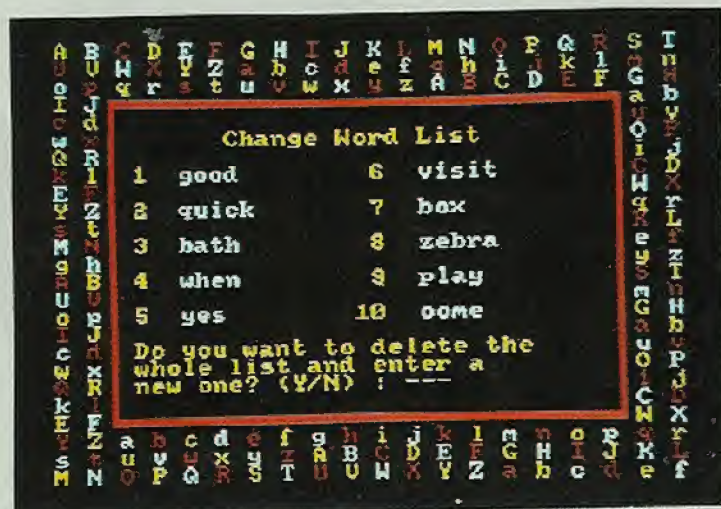 A B C D E F G H I J K L M N O P Q R S T
U V W X Y Z a b c d e f g h i j k l m n
o p q r s t u v w x y z A B C D E F G
Change Word List
1 good 6 visit
2 quick 7 box
3 bath 8 zebra
4 when 9 play
5 yes 10 oome
Do you want to delete the
whole list and enter a
new one? (Y/N) : ---
a b c d e f g h i j k l m n o p
u v w x y z A B C D E F G H I J
M N O P Q R S T U V W X Y Z a b c d e f